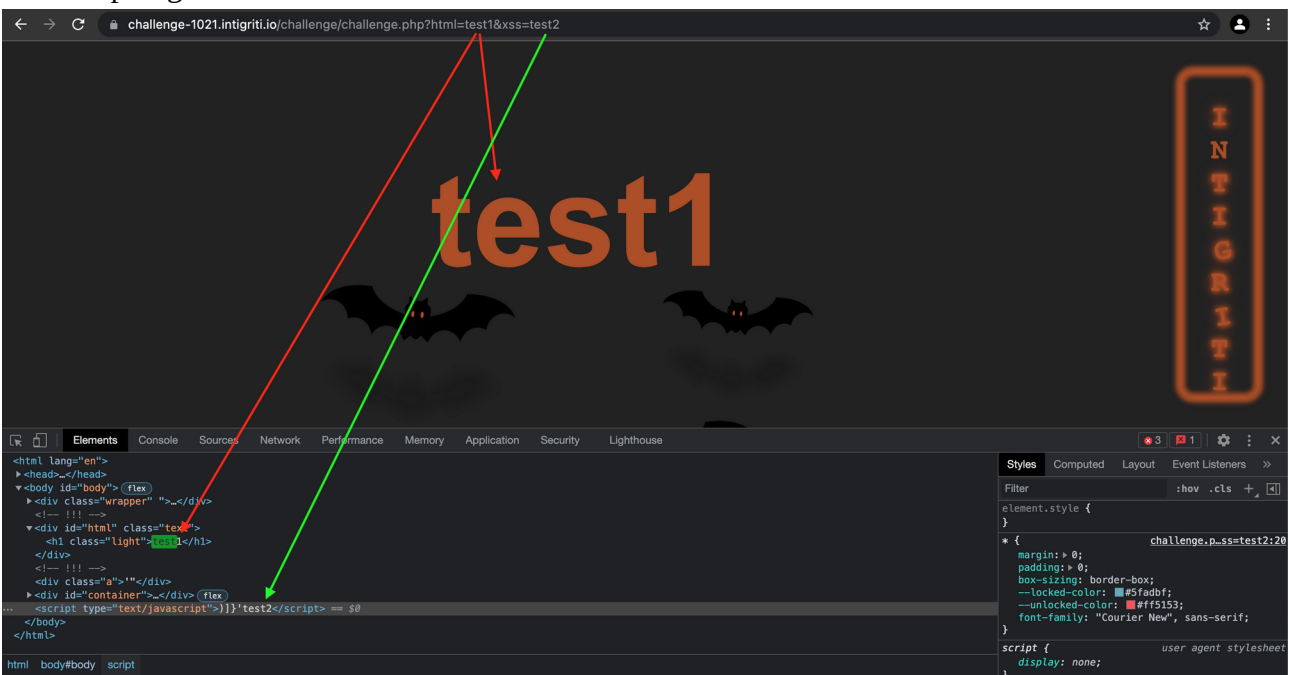 challenge-1021.intigriti.io/challenge/challenge.php?html=test1&xss=test2
test1
I
N
T
I
G
R
I
T
I
Elements Console Sources Network Performance Memory Application Security Lighthouse 3 1
<html lang="en">
<head>…</head>
<body id="body"> flex
<div class="wrapper" ">…</div>
<!-- !!! -->
<div id="html" class="text">
<h1 class="light">test1</h1>
</div>
<!-- !!! -->
<div class="a">'"</div>
<div id="container">…</div> flex
<script type="text/javascript">)]}'test2</script> == $0
</body>
</html>
html body#body script
Styles Computed Layout Event Listeners »
Filter :hov .cls +
element.style {
}
* { challenge.p…ss=test2:20
margin: 0;
padding: 0;
box-sizing: border-box;
--locked-color: #5fadbf;
--unlocked-color: #ff5153;
font-family: "Courier New", sans-serif;
}
script { user agent stylesheet
display: none;